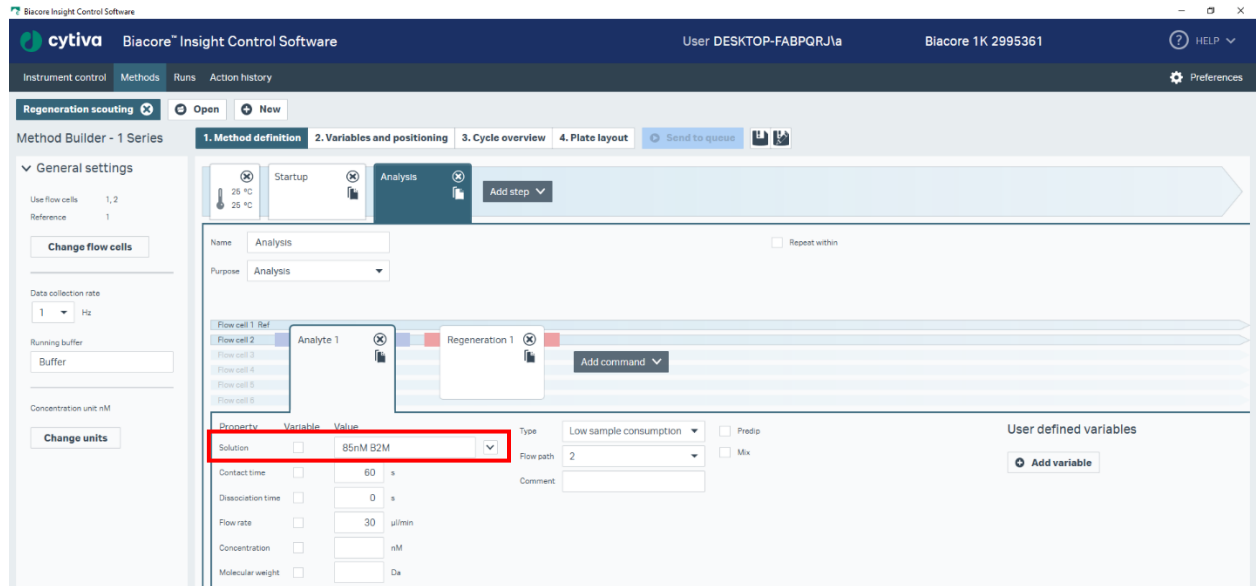 Biacore Insight Control Software
cytiva Biacore™ Insight Control Software User DESKTOP-FABPQRJ\a Biacore 1K 2995361 ? HELP
Instrument control Methods Runs Action history Preferences
Regeneration scouting Open New
Method Builder - 1 Series 1. Method definition 2. Variables and positioning 3. Cycle overview 4. Plate layout Send to queue
General settings
25 °C
25 °C
Startup
Analysis
Add step
Use flow cells 1, 2
Reference 1
Change flow cells
Name Analysis Repeat within
Purpose Analysis
Data collection rate
1 Hz
Running buffer
Buffer
Concentration unit nM
Change units
Flow cell 1 Ref
Flow cell 2
Flow cell 3
Flow cell 4
Flow cell 5
Flow cell 6
Analyte 1
Regeneration 1
Add command
Property Variable Value
Solution 85nM B2M
Contact time 60 s
Dissociation time 0 s
Flow rate 30 µl/min
Concentration nM
Molecular weight Da
Type Low sample consumption Predip
Flow path 2 Mix
Comment
User defined variables
Add variable